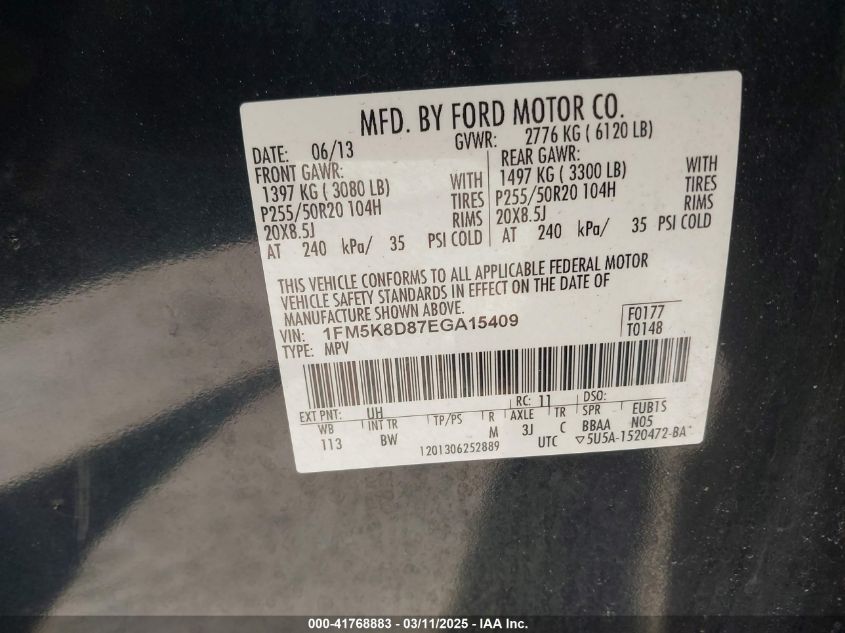 MFD. BY FORD MOTOR CO.
DATE: 06/13 GVWR: 2776 KG ( 6120 LB)
FRONT GAWR: REAR GAWR:
1397 KG ( 3080 LB) WITH 1497 KG ( 3300 LB) WITH
P255/50R20 104H TIRES P255/50R20 104H TIRES
20X8.5J RIMS 20X8.5J RIMS
AT 240 kPa/ 35 PSI COLD AT 240 kPa/ 35 PSI COLD
THIS VEHICLE CONFORMS TO ALL APPLICABLE FEDERAL MOTOR
VEHICLE SAFETY STANDARDS IN EFFECT ON THE DATE OF
MANUFACTURE SHOWN ABOVE.
VIN: 1FM5K8D87EGA15409 F0177
TYPE: MPV T0148
EXT PNT: UH RC: 11 DSO:
WB INT TR TP/PS R AXLE TR SPR EUB1S
113 BW M 3J C BBAA N05
1201306252889 UTC ▽5U5A-1520472-BA
000-41768883 - 03/11/2025 - IAA Inc.